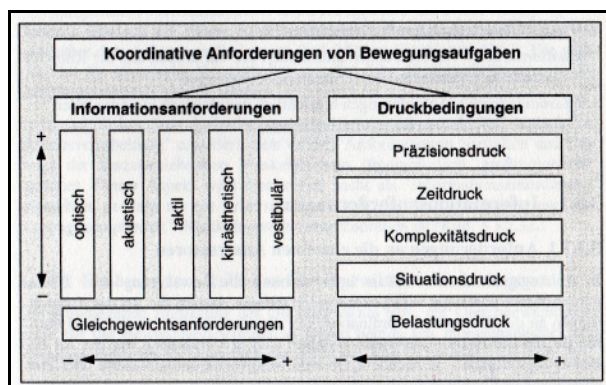 Koordinative Anforderungen von Bewegungsaufgaben
Informationsanforderungen
+
optisch
akustisch
taktil
kinästhetisch
vestibulär
−
Gleichgewichtsanforderungen
− +
Druckbedingungen
Präzisionsdruck
Zeitdruck
Komplexitätsdruck
Situationsdruck
Belastungsdruck
− +